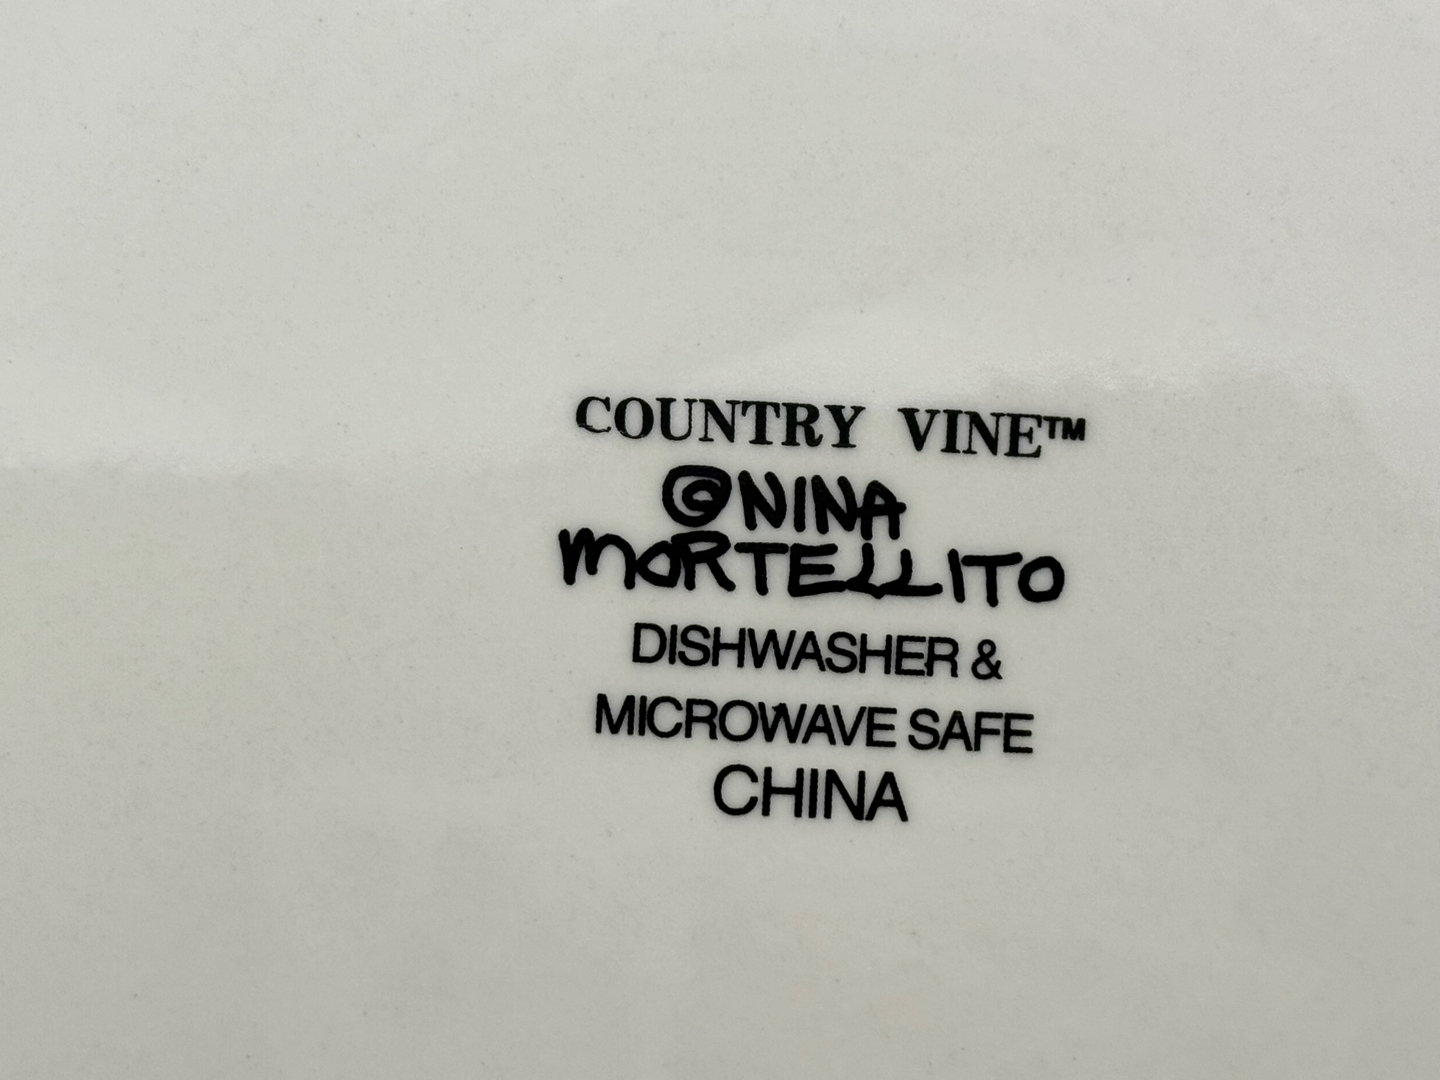 COUNTRY VINE™
©NINA
MORTELLITO
DISHWASHER &
MICROWAVE SAFE
CHINA